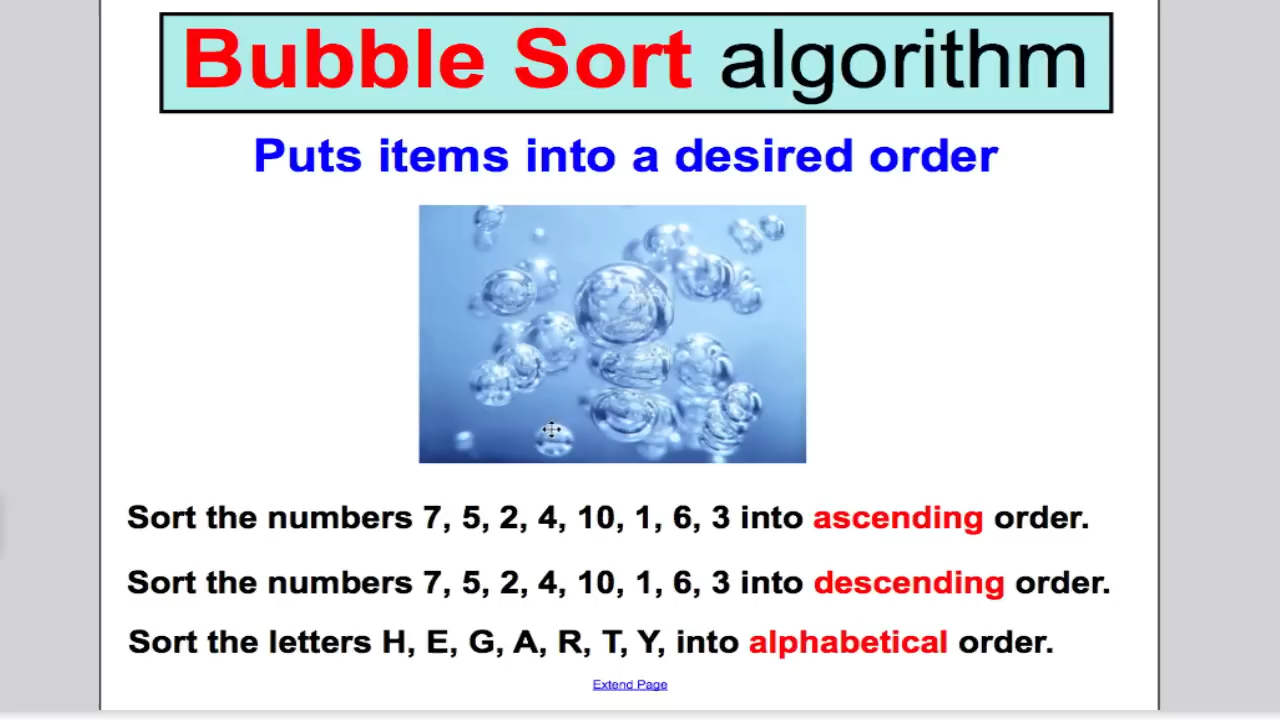 Bubble Sort algorithm
Puts items into a desired order
Sort the numbers 7, 5, 2, 4, 10, 1, 6, 3 into ascending order.
Sort the numbers 7, 5, 2, 4, 10, 1, 6, 3 into descending order.
Sort the letters H, E, G, A, R, T, Y, into alphabetical order.
Extend Page